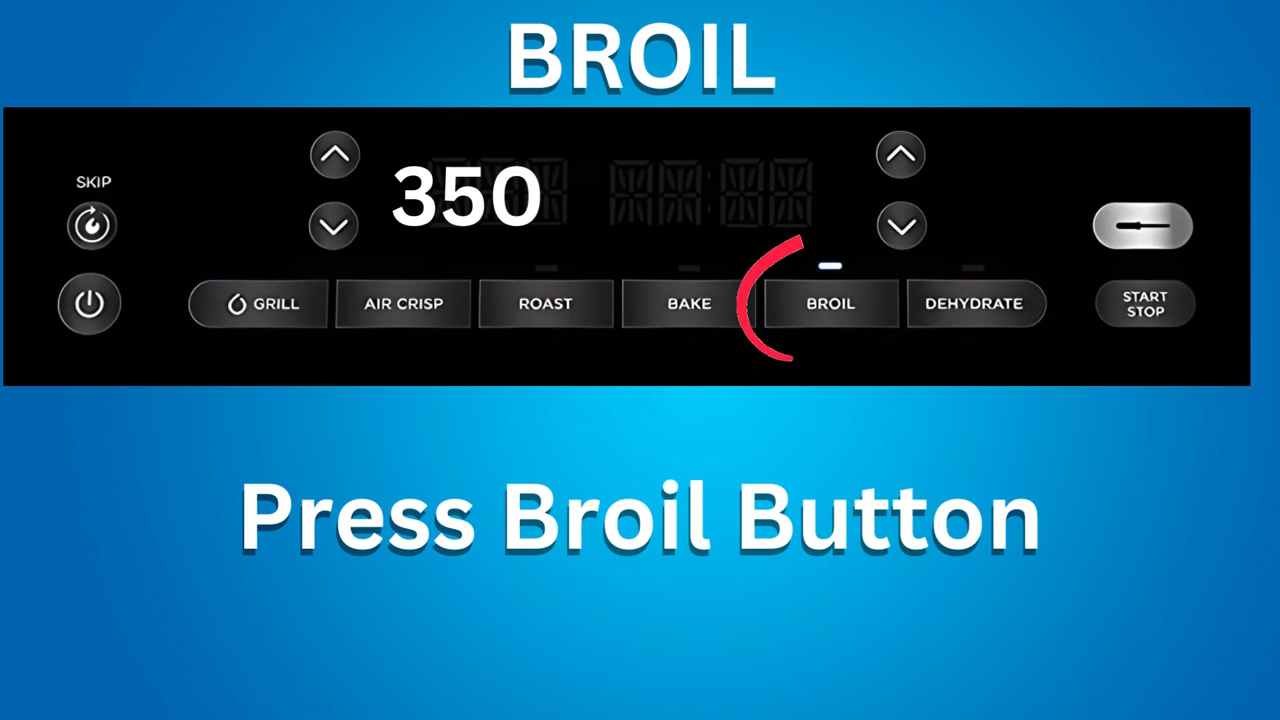 BROIL
SKIP
350
GRILL
AIR CRISP
ROAST
BAKE
BROIL
DEHYDRATE
START
STOP
Press Broil Button